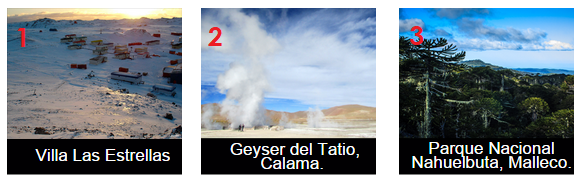 1
Villa Las Estrellas
2
Geyser del Tatio,
Calama.
3
Parque Nacional
Nahuelbuta, Malleco.